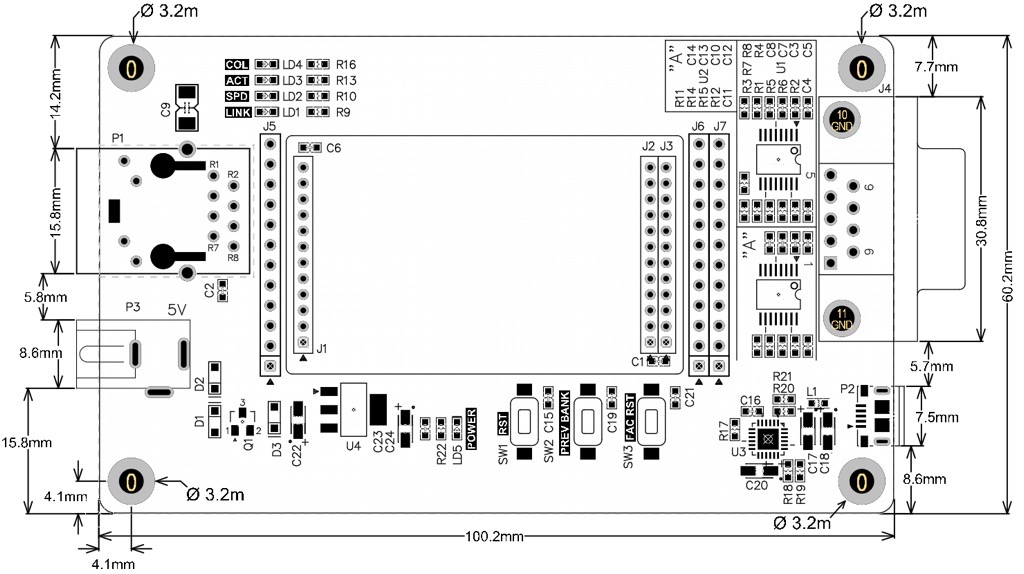 Ø 3.2m
Ø 3.2m
0
0
14.2mm
7.7mm
COL LD4 R16
ACT LD3 R13
SPD LD2 R10
LINK LD1 R9
C9
"A"
R11 C14
R14 C13
R15 U2 C10
R12 C11 C12
R3 R7 R8
R1 R4
R5 C8
R6 U1 C7
R2 C3
C4 C5
J4
10
GND
P1
J5
J6 J7
C6
J2 J3
R1
R2
R7
R8
15.8mm
5
9
6
"A"
1
30.8mm
60.2mm
C2
5.8mm
P3
5V
11
GND
J1
C1
8.6mm
5.7mm
D2
D1
3
1 2
Q1
D3
C22
U4
C23
C24
R22
LD5
POWER
RST
SW1
C15
SW2
PREV BANK
C19
FAC RST
SW3
C21
R21
R20
C16
L1
P2
R17
U3
C17
C18
C20
R18
R19
7.5mm
15.8mm
8.6mm
4.1mm
0
Ø 3.2m
0
Ø 3.2m
100.2mm
4.1mm